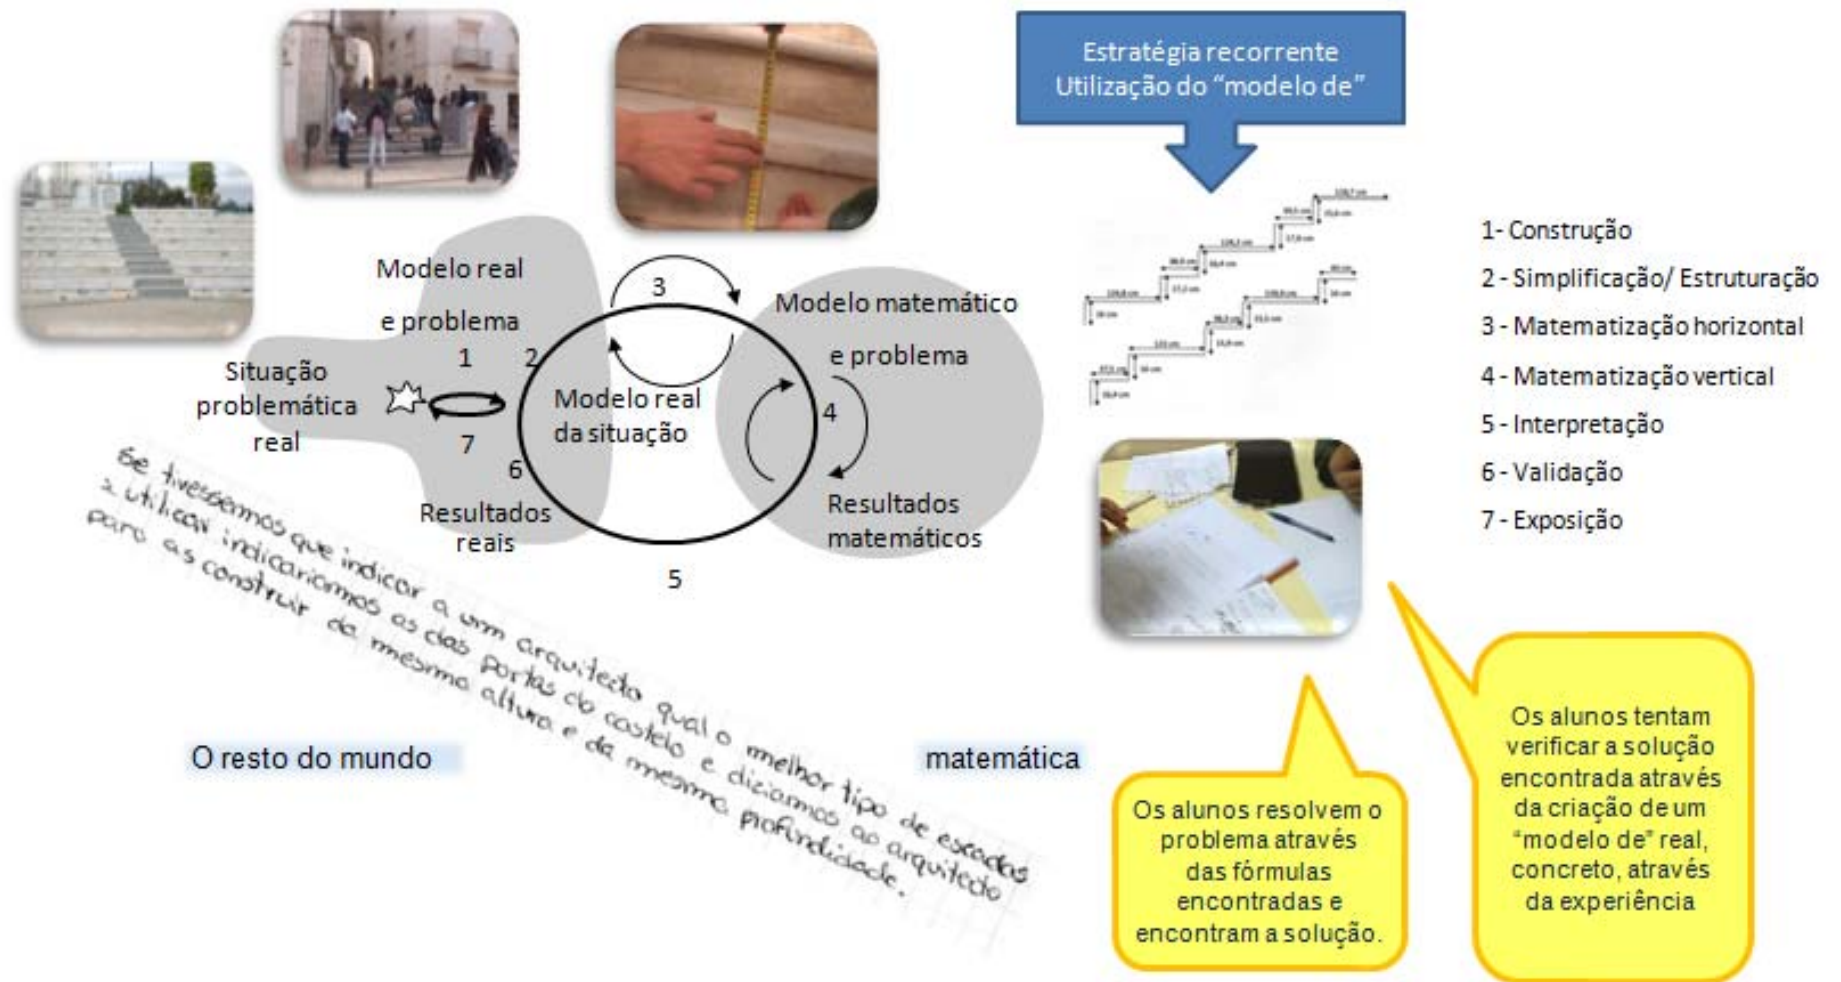 Estratégia recorrente
Utilização do “modelo de”
Modelo real
e problema
1
2
3
Modelo matemático
e problema
Situação
problemática
real
7
6
Modelo real
da situação
4
Resultados
reais
Resultados
matemáticos
5
1- Construção
2 - Simplificação/ Estruturação
3 - Matematização horizontal
4 - Matematização vertical
5 - Interpretação
6 - Validação
7 - Exposição
Se tivessemos que indicar a um arquitecto qual o melhor tipo de escadas
a utilizar indicariamos as das portas do castelo e diziamos ao arquitecto
para as construir da mesma altura e da mesma profundidade.
O resto do mundo
matemática
Os alunos resolvem o
problema através
das fórmulas
encontradas e
encontram a solução.
Os alunos tentam
verificar a solução
encontrada através
da criação de um
“modelo de” real,
concreto, através
da experiência